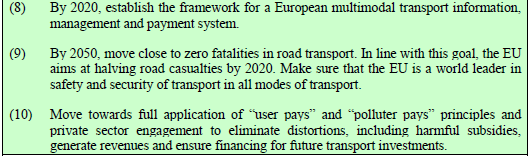 (8) By 2020, establish the framework for a European multimodal transport information,
management and payment system.
(9) By 2050, move close to zero fatalities in road transport. In line with this goal, the EU
aims at halving road casualties by 2020. Make sure that the EU is a world leader in
safety and security of transport in all modes of transport.
(10) Move towards full application of “user pays” and “polluter pays” principles and
private sector engagement to eliminate distortions, including harmful subsidies,
generate revenues and ensure financing for future transport investments.